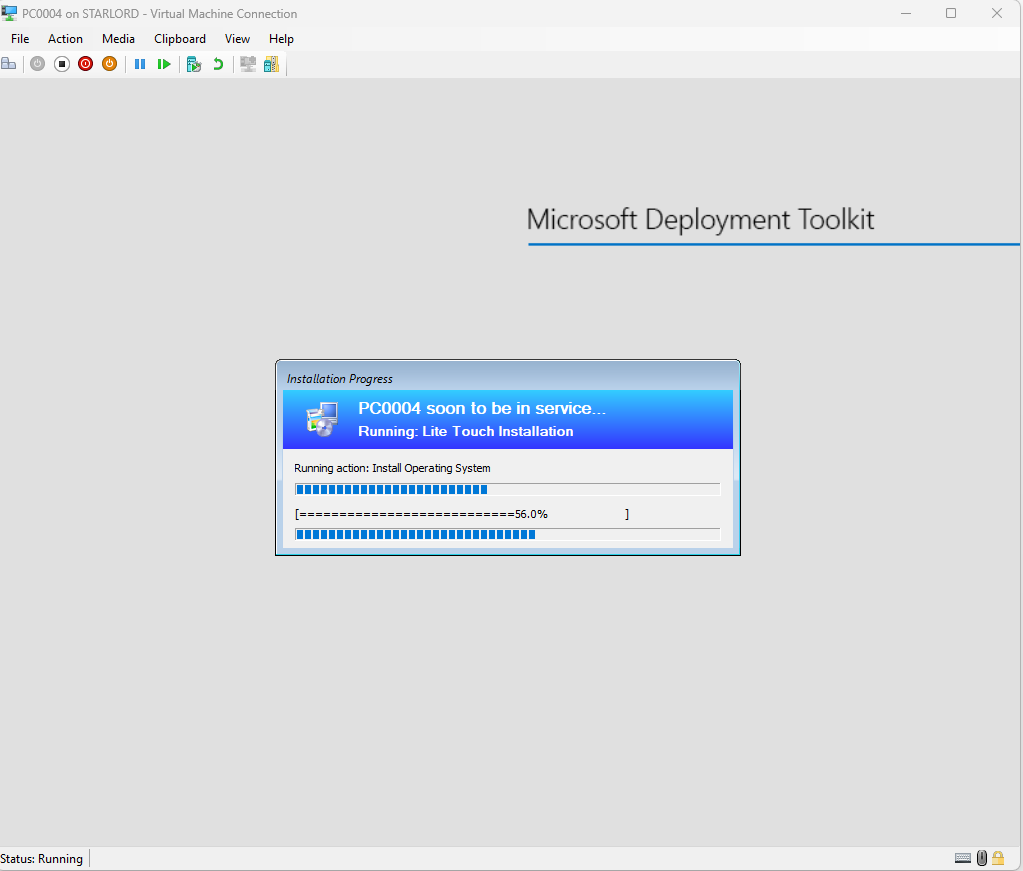 PC0004 on STARLORD - Virtual Machine Connection
File Action Media Clipboard View Help
Microsoft Deployment Toolkit
Installation Progress
PC0004 soon to be in service...
Running: Lite Touch Installation
Running action: Install Operating System
[===========================56.0% ]
Status: Running